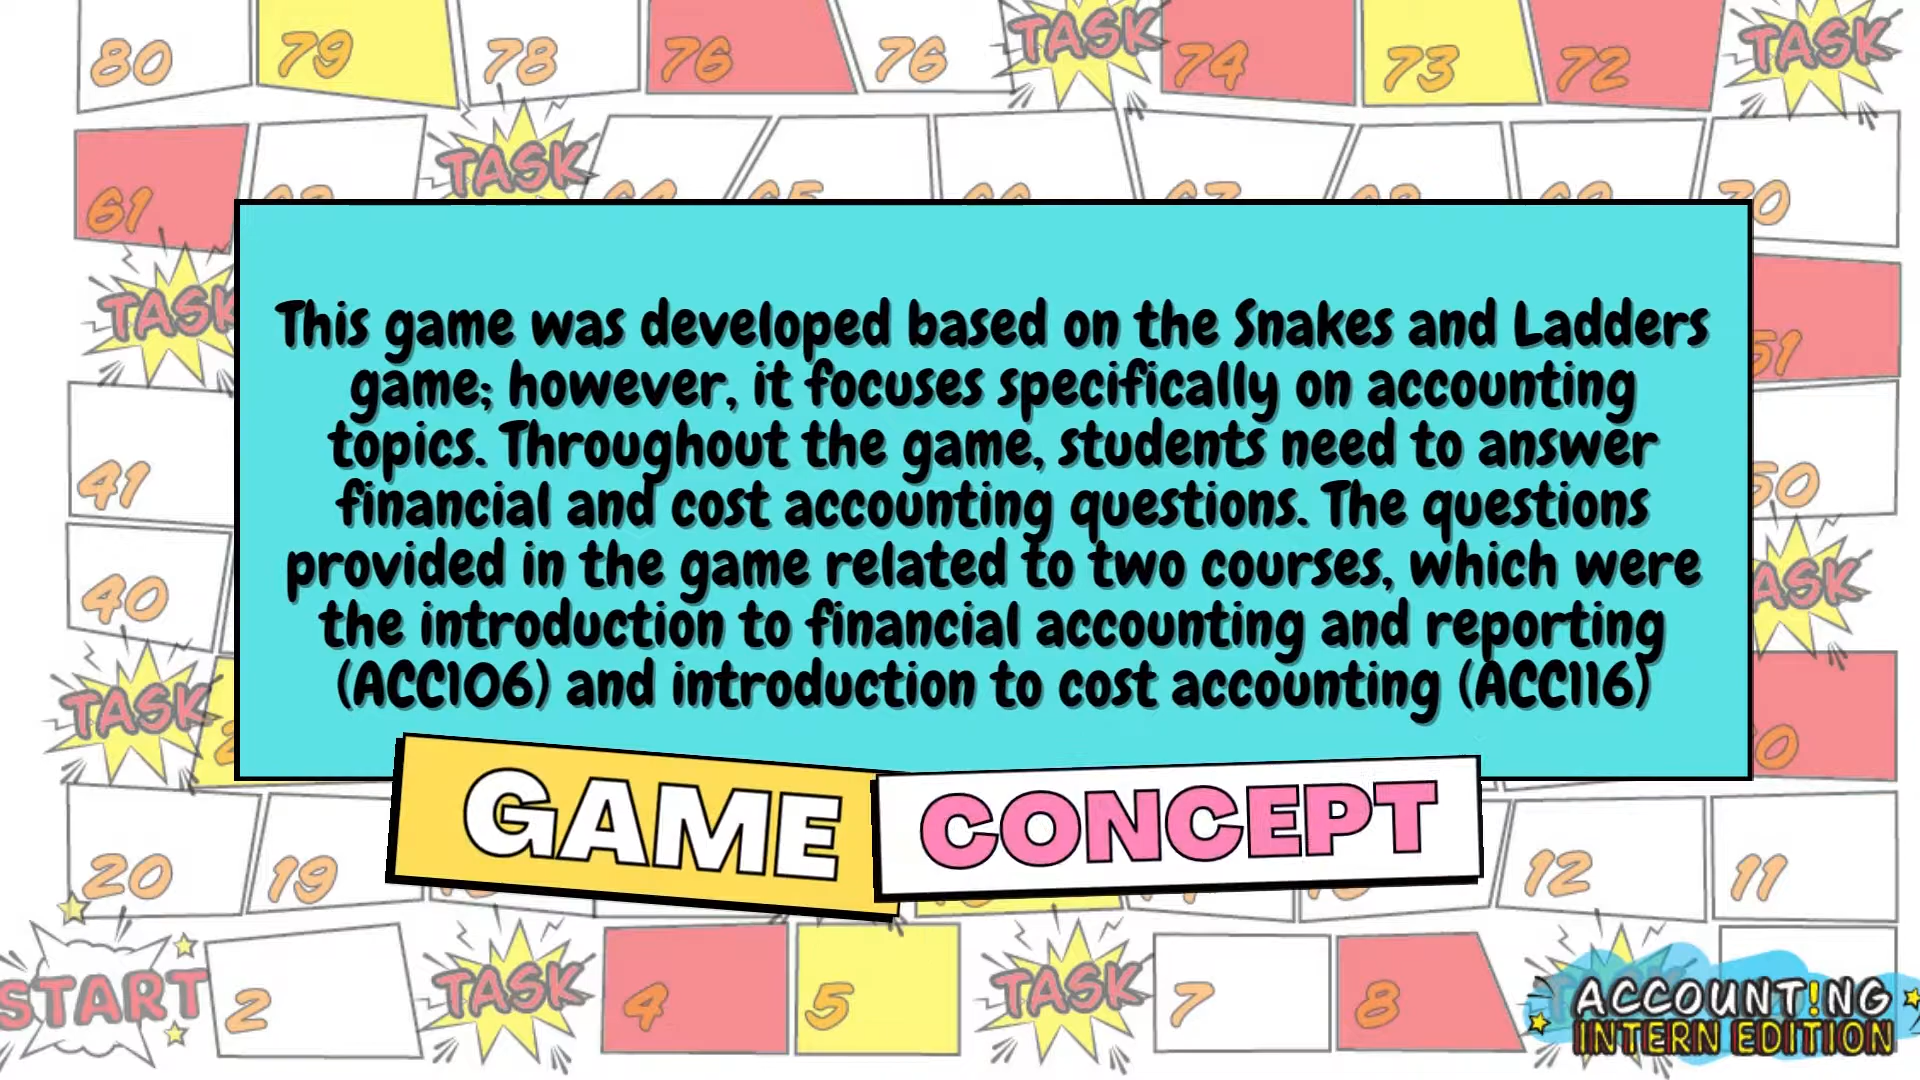 80 79 78 76 76 TASK 74 73 72 TASK
61 TASK 70
TASK 51
41 50
40 TASK
TASK
This game was developed based on the Snakes and Ladders
game; however, it focuses specifically on accounting
topics. Throughout the game, students need to answer
financial and cost accounting questions. The questions
provided in the game related to two courses, which were
the introduction to financial accounting and reporting
(ACC106) and introduction to cost accounting (ACC116)
GAME CONCEPT
20 19 12 11
START 2 TASK 4 5 TASK 7 8
ACCOUNT!NG
INTERN EDITION